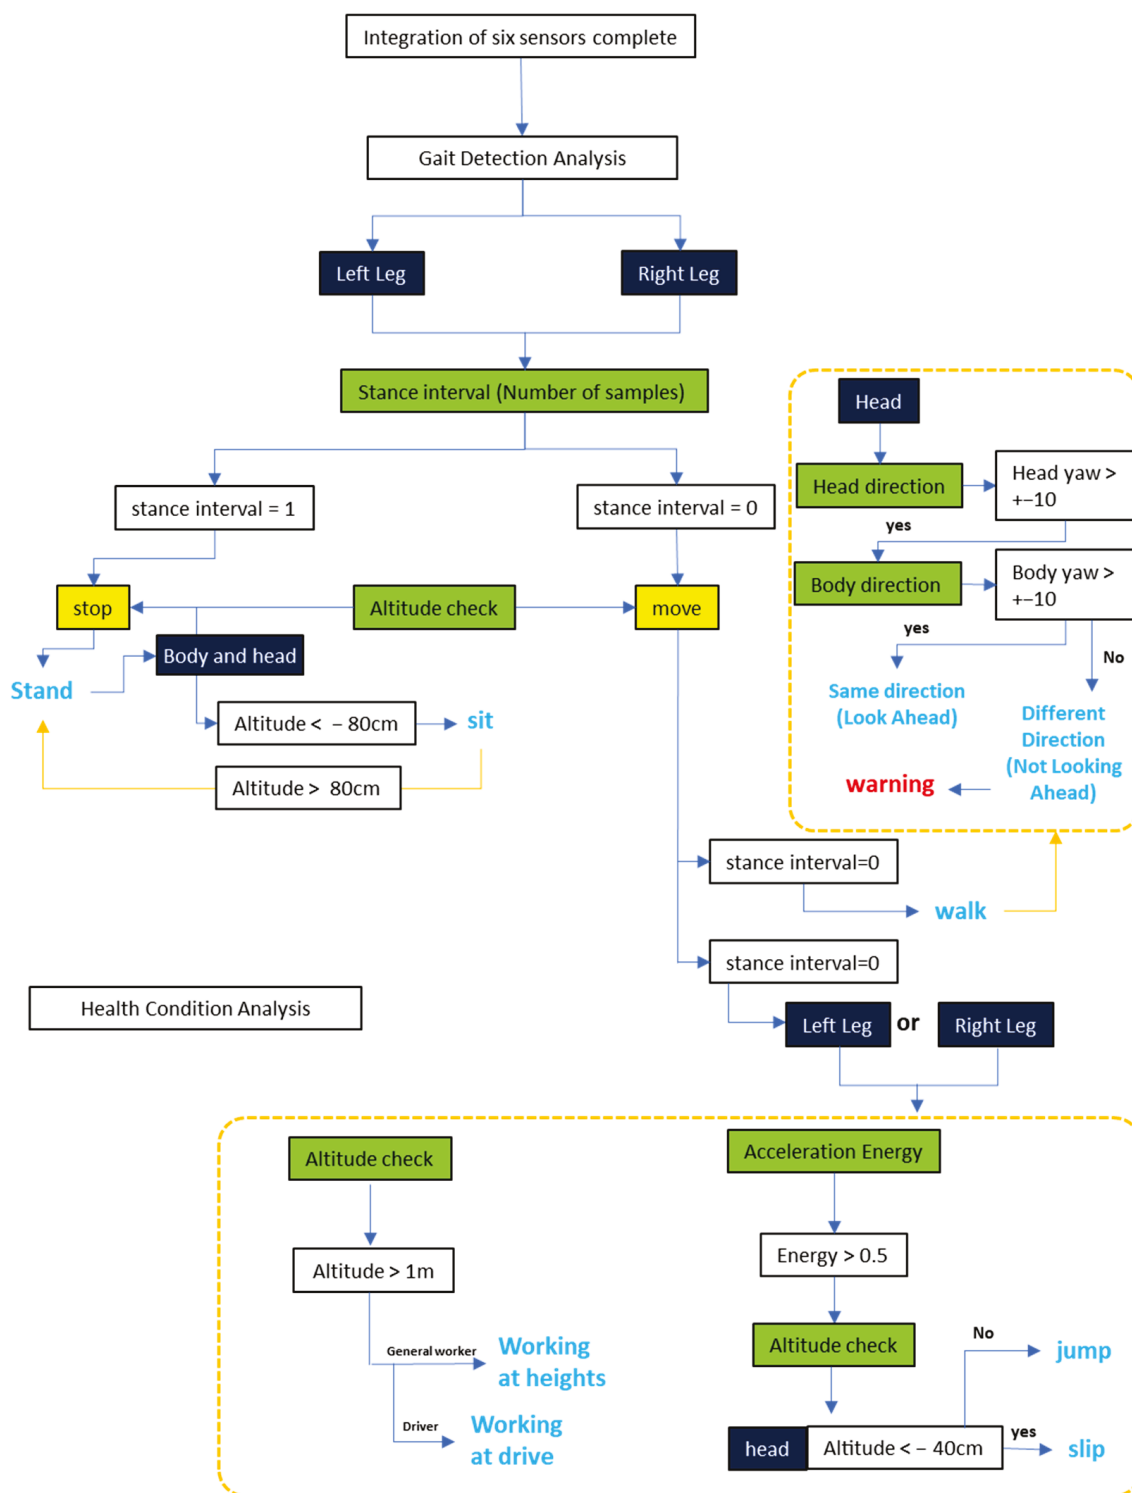 Integration of six sensors complete
Gait Detection Analysis
Left Leg
Right Leg
Stance interval (Number of samples)
stance interval = 1
stance interval = 0
stop
Altitude check
move
Stand
Body and head
Altitude < − 80cm
sit
Altitude > 80cm
Head
Head direction
Head yaw >
+−10
yes
Body direction
Body yaw >
+−10
yes
No
Same direction
(Look Ahead)
Different
Direction
(Not Looking
Ahead)
warning
stance interval=0
walk
stance interval=0
Left Leg
or
Right Leg
Health Condition Analysis
Altitude check
Altitude > 1m
General worker
Working
at heights
Driver
Working
at drive
Acceleration Energy
Energy > 0.5
Altitude check
No
jump
head
Altitude < − 40cm
yes
slip